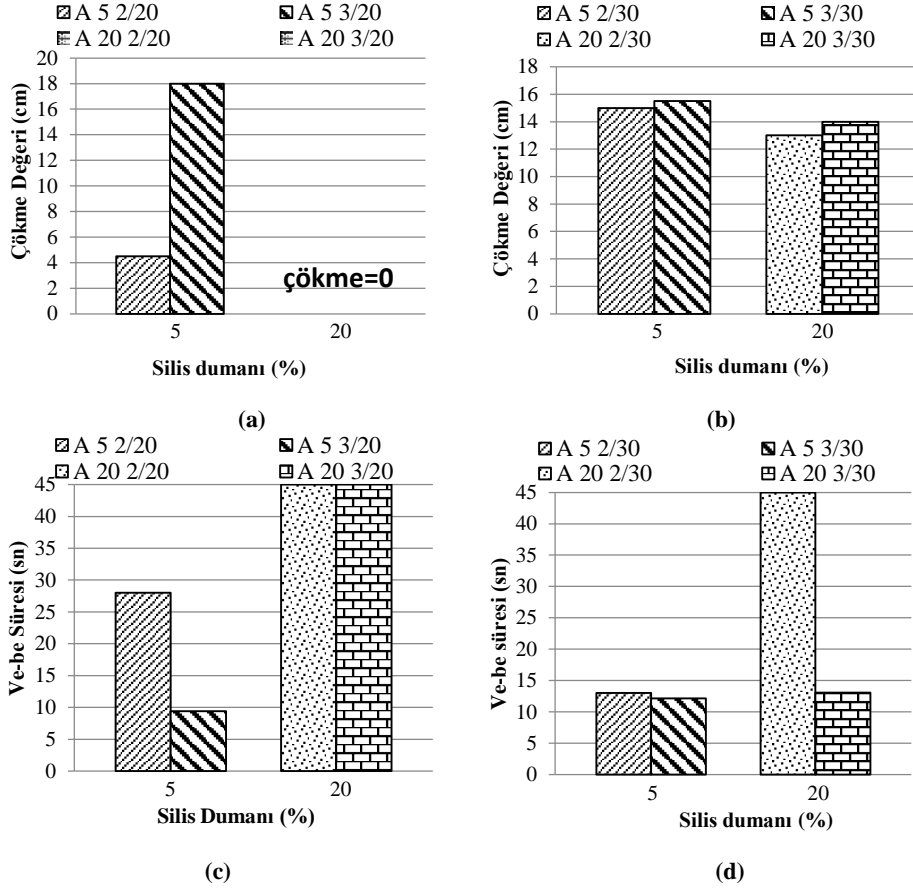 A 5 2/20 A 5 3/20
A 20 2/20 A 20 3/20
Çökme Değeri (cm)
20
18
16
14
12
10
8
6
4
2
0
çökme=0
5 20
Silis dumanı (%)
(a)
A 5 2/30 A 5 3/30
A 20 2/30 A 20 3/30
Çökme Değeri (cm)
18
16
14
12
10
8
6
4
2
0
5 20
Silis dumanı (%)
(b)
A 5 2/20 A 5 3/20
A 20 2/20 A 20 3/20
Ve-be Süresi (sn)
45
40
35
30
25
20
15
10
5
0
5 20
Silis Dumanı (%)
(c)
A 5 2/30 A 5 3/30
A 20 2/30 A 20 3/30
Ve-be süresi (sn)
45
40
35
30
25
20
15
10
5
0
5 20
Silis dumanı (%)
(d)